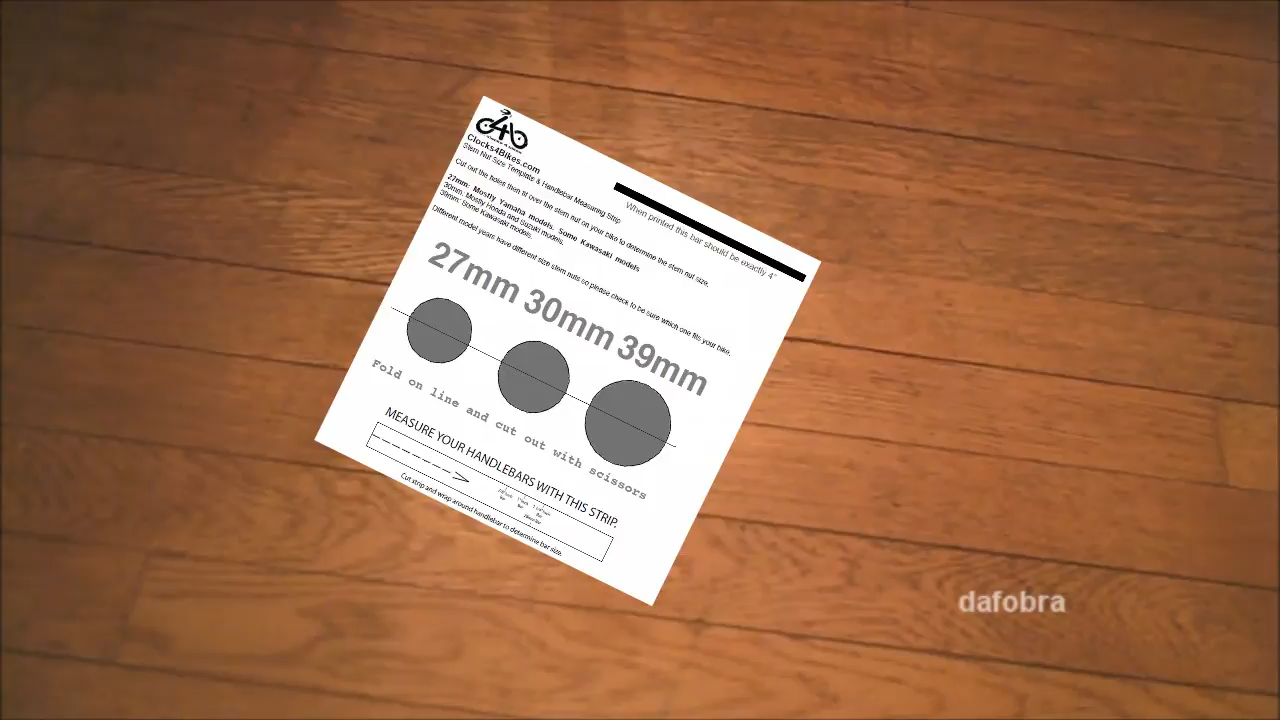 Clocks4Bikes.com
Stem Nut Size Template & Handlebar Measuring Strip
When printed this bar should be exactly 4"
Cut out the holes then fit over the stem nut on your bike to determine the stem nut size.
27mm: Mostly Yamaha models. Some Kawasaki models
30mm: Mostly Honda and Suzuki models.
39mm: Some Kawasaki models.
Different model years have different size stem nuts so please check to be sure which one fits your bike.
27mm 30mm 39mm
Fold on line and cut out with scissors
MEASURE YOUR HANDLEBARS WITH THIS STRIP.
Cut strip and wrap around handlebar to determine bar size.
dafobra